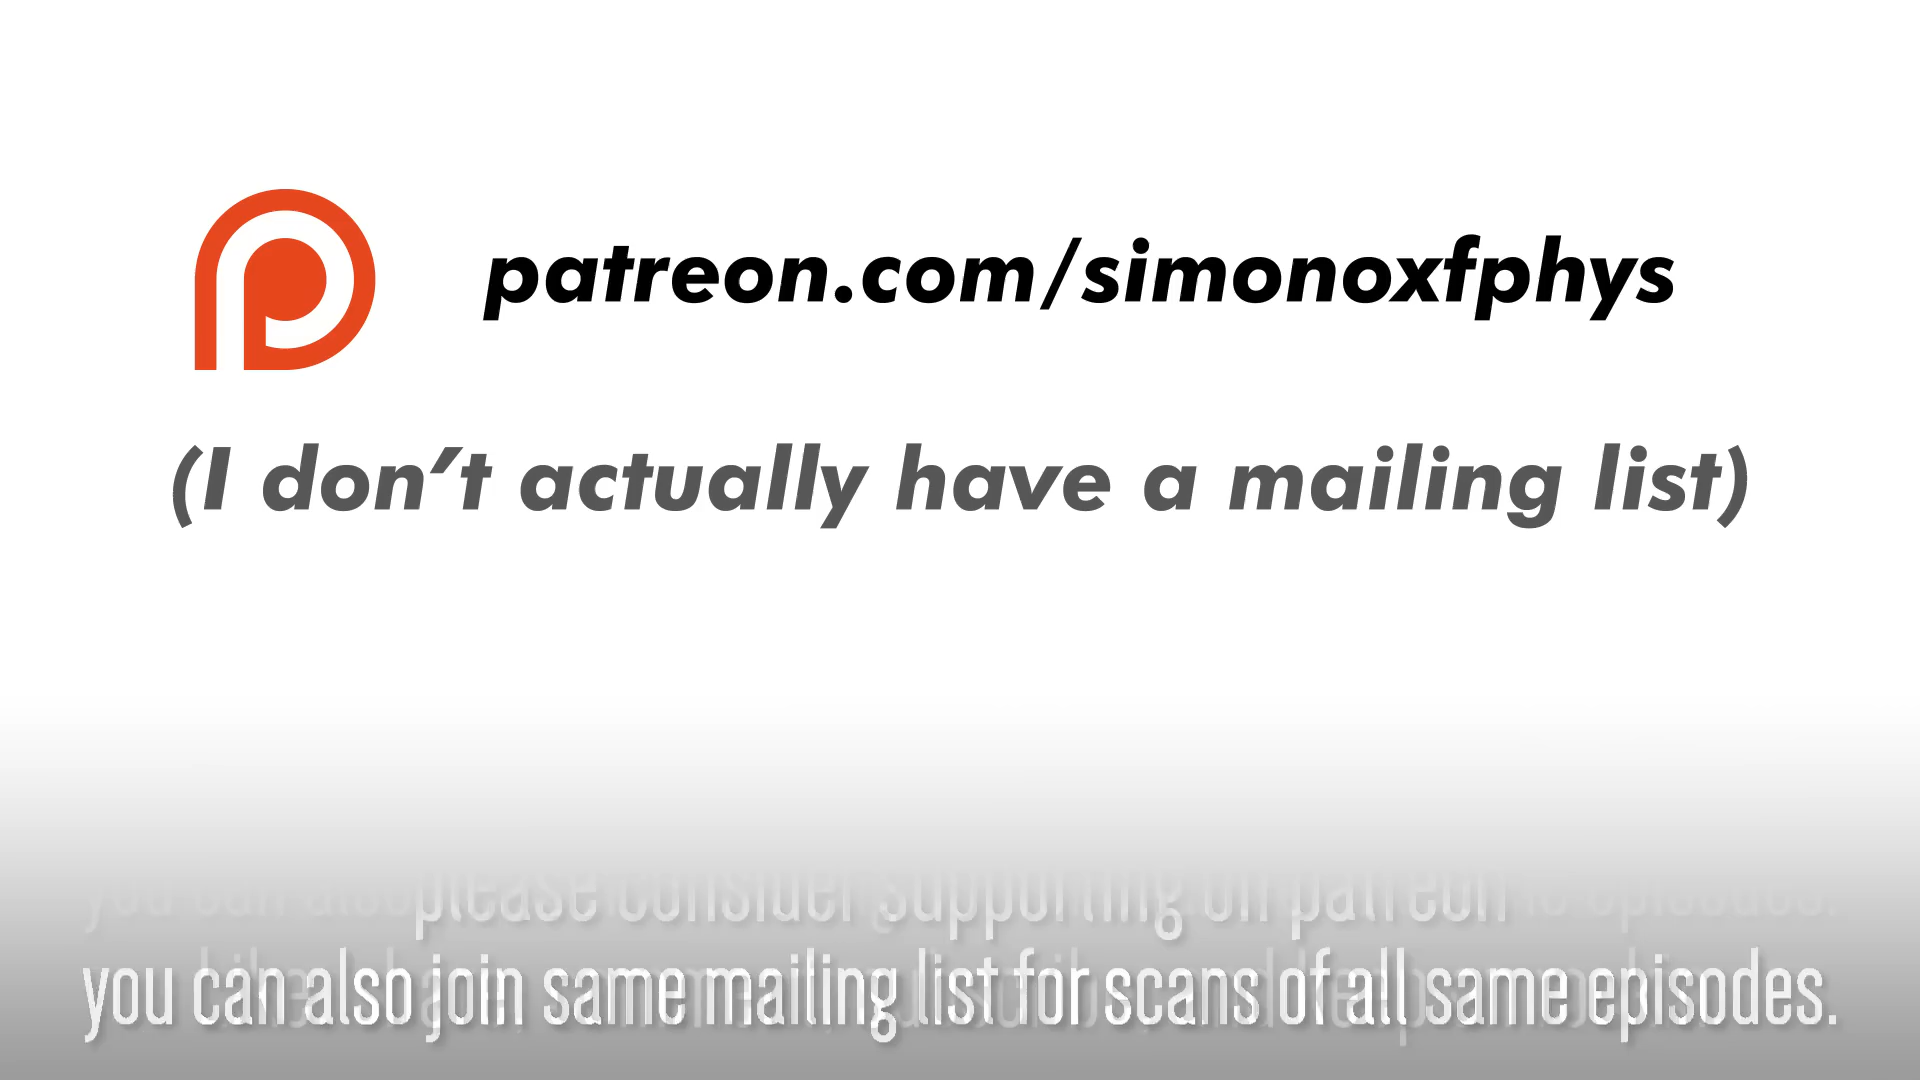 patreon.com/simonoxfphys
(I don't actually have a mailing list)
please consider supporting on patreon
you can also join same mailing list for scans of all same episodes.